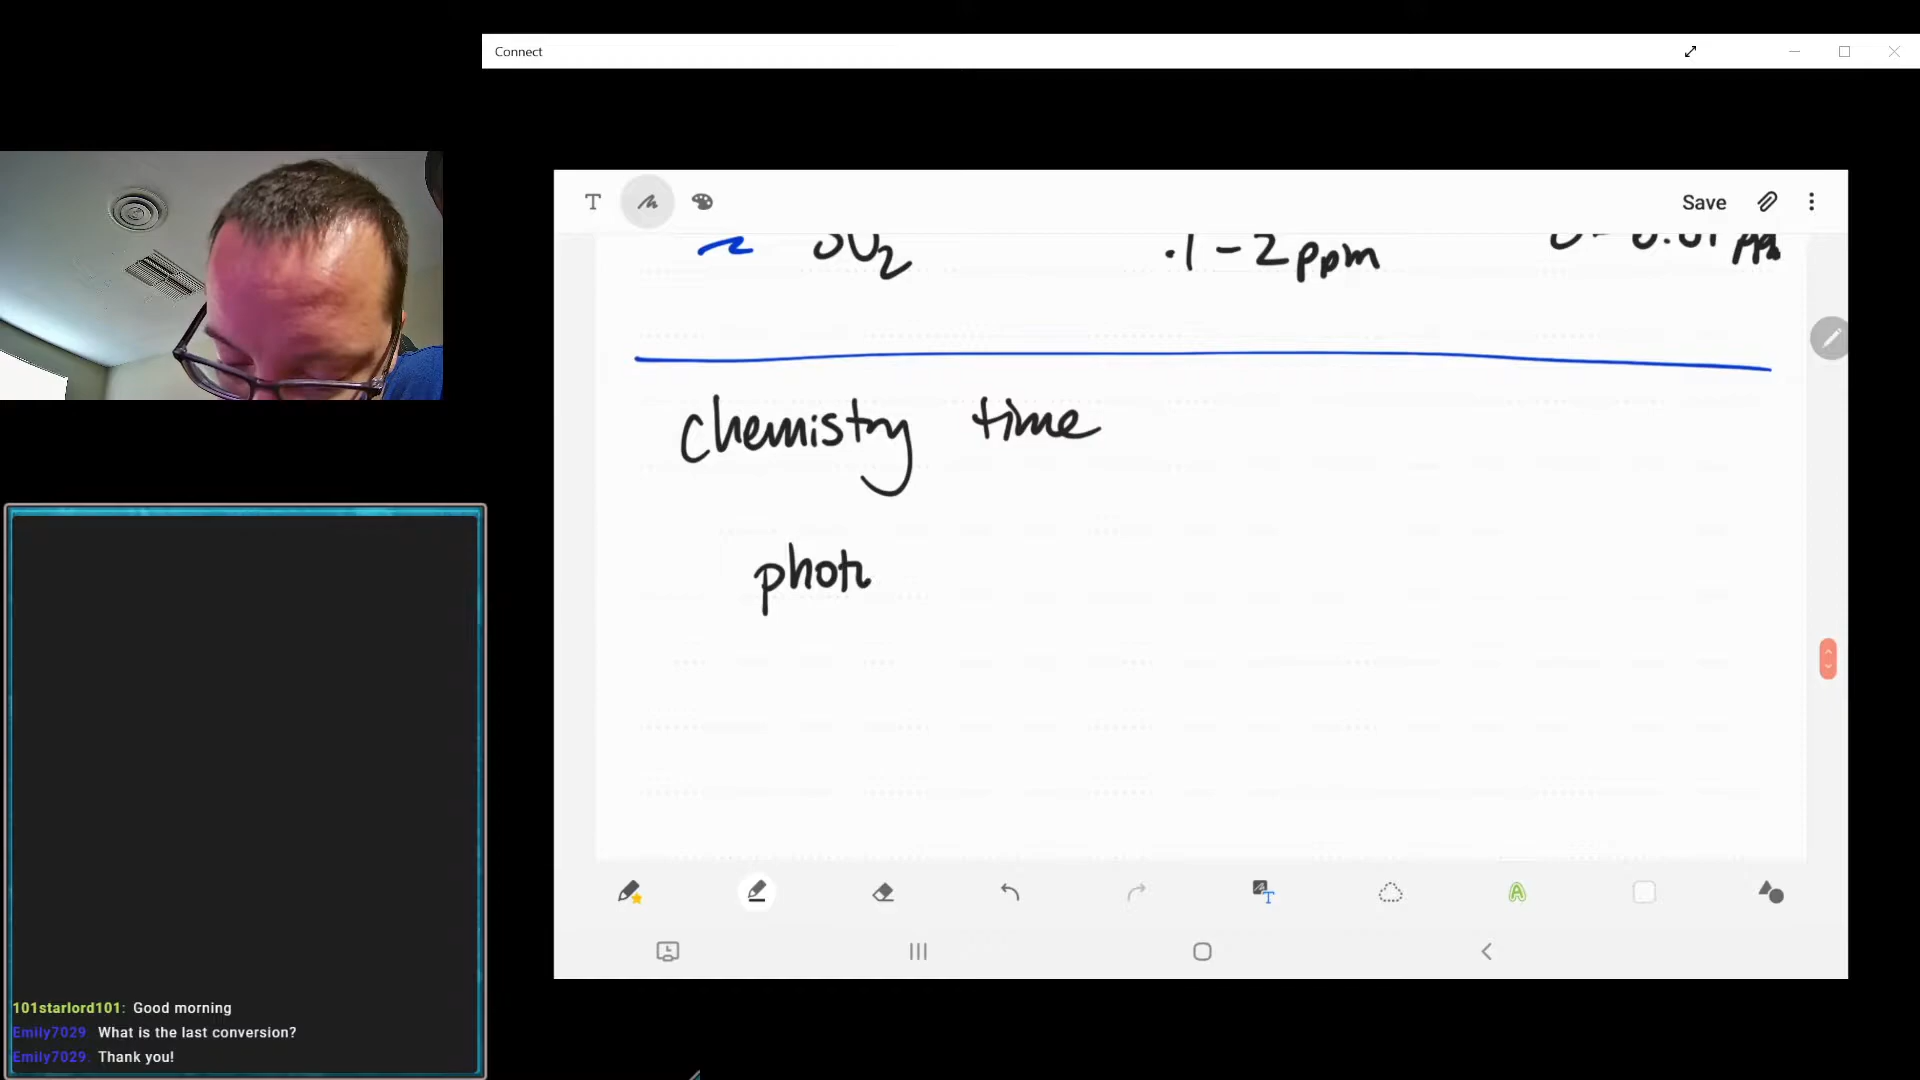 Connect
Save
.1 - 2 ppm
chemistry time
phot
101starlord101: Good morning
Emily7029: What is the last conversion?
Emily7029: Thank you!